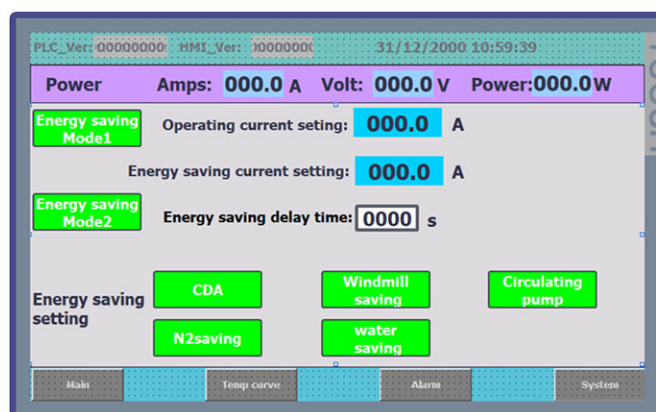 PLC_Ver: 00000000 HMI_Ver: 0000000 31/12/2000 10:59:39
Power Amps: 000.0 A Volt: 000.0 V Power:000.0W
Energy saving
Mode1
Operating current seting: 000.0 A
Energy saving current setting: 000.0 A
Energy saving
Mode2
Energy saving delay time: 0000 s
Energy saving
setting
CDA
Windmill
saving
Circulating
pump
N2saving
water
saving
Main Temp curve Alarm System